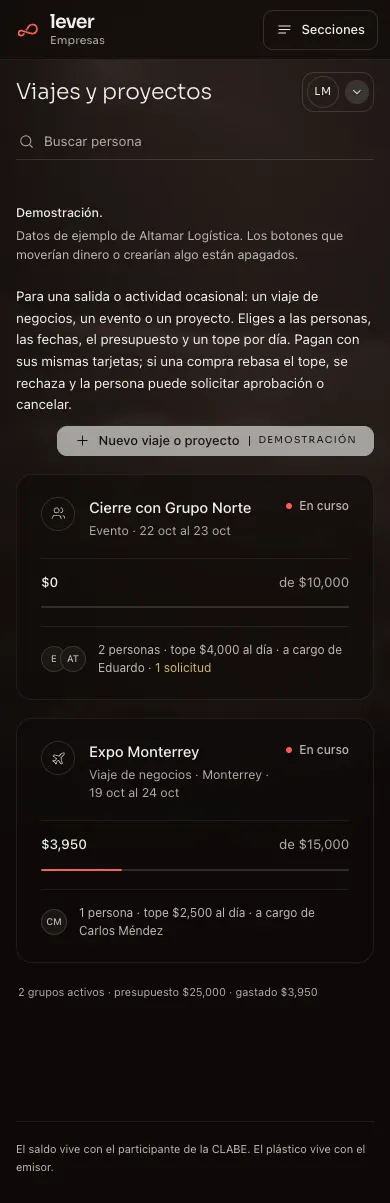 lever
Empresas
Secciones
Viajes y proyectos
LM
Buscar persona
Demostración.
Datos de ejemplo de Altamar Logística. Los botones que
moverían dinero o crearían algo están apagados.
Para una salida o actividad ocasional: un viaje de
negocios, un evento o un proyecto. Eliges a las personas,
las fechas, el presupuesto y un tope por día. Pagan con
sus mismas tarjetas; si una compra rebasa el tope, se
rechaza y la persona puede solicitar aprobación o
cancelar.
Nuevo viaje o proyecto | DEMOSTRACIÓN
Cierre con Grupo Norte
En curso
Evento · 22 oct al 23 oct
$0
de $10,000
E AT
2 personas · tope $4,000 al día · a cargo de
Eduardo · 1 solicitud
Expo Monterrey
En curso
Viaje de negocios · Monterrey ·
19 oct al 24 oct
$3,950
de $15,000
CM
1 persona · tope $2,500 al día · a cargo de
Carlos Méndez
2 grupos activos · presupuesto $25,000 · gastado $3,950
El saldo vive con el participante de la CLABE. El plástico vive con el
emisor.